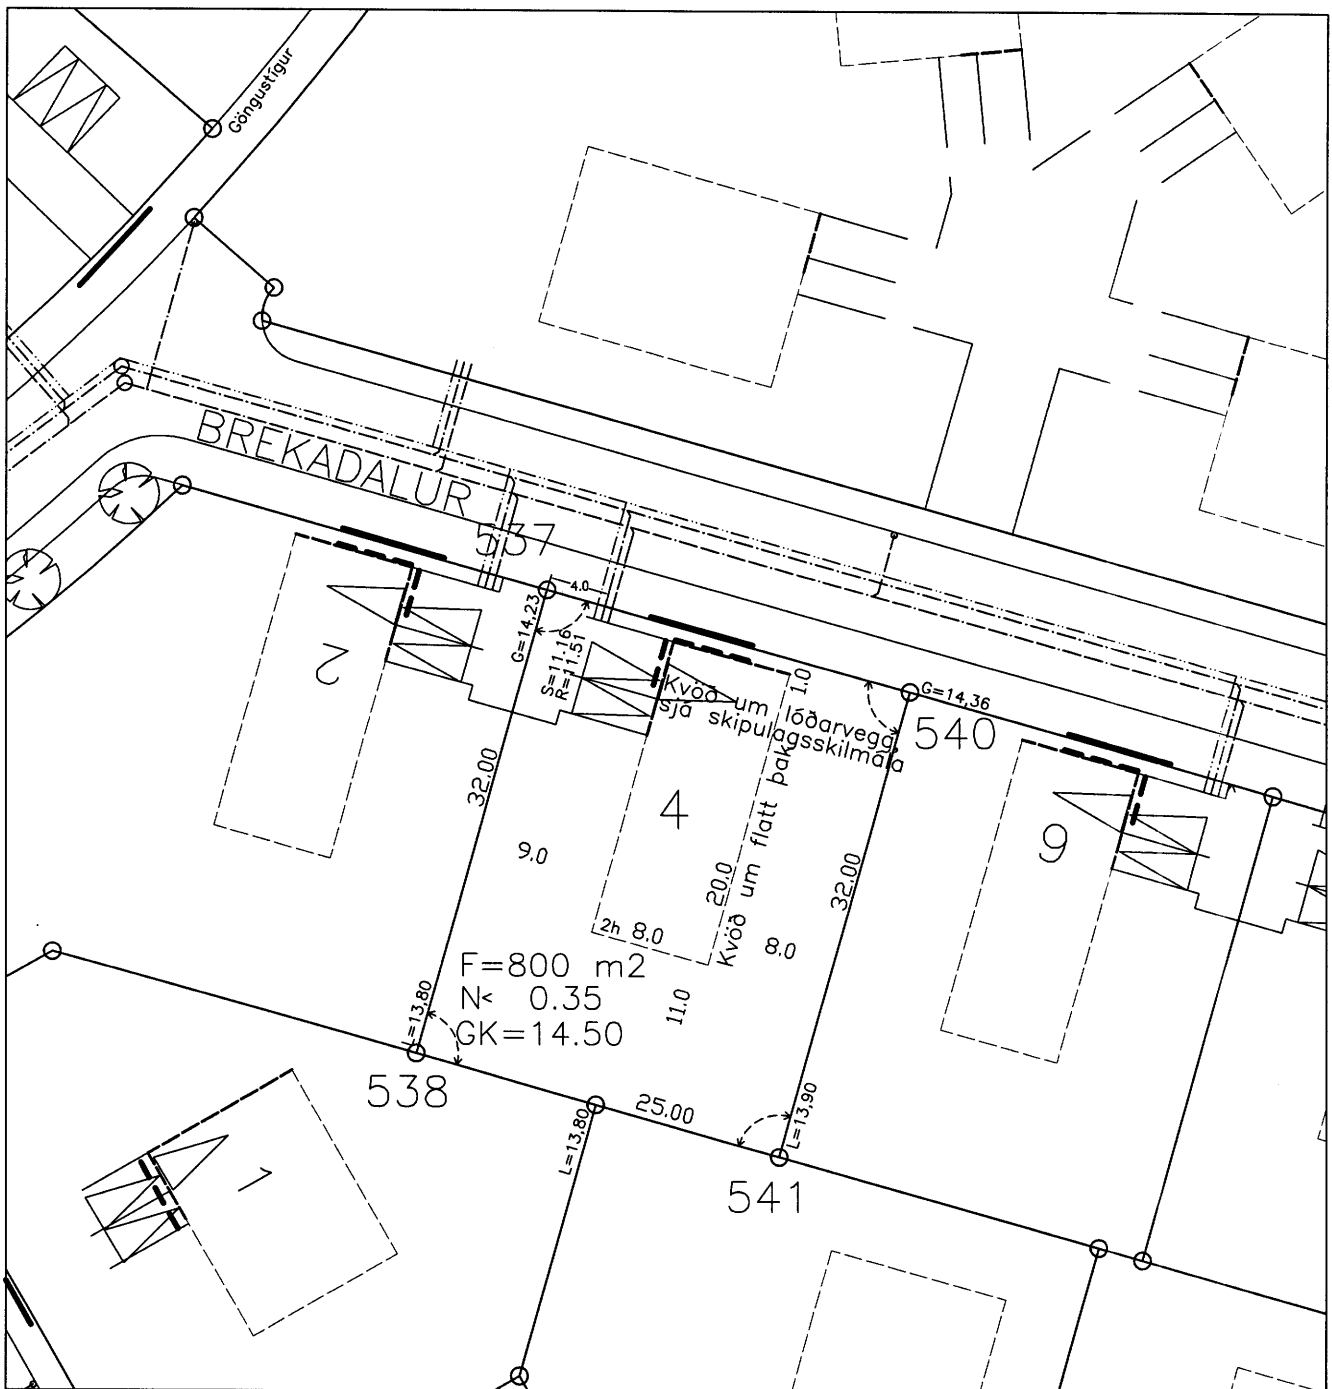 Göngustígur
BREKADALUR
537
4.0
G=14,23
S=11.16
R=11.51
2
1.0
Kvöð um lóðarvegg
sjá skipulagsskilmála
G=14,36
540
32.00
4
Kvöð um flatt þak
9
9.0
20.0
32.00
2h 8.0
8.0
F=800 m2
N< 0.35
GK=14.50
11.0
L=13,80
538
25.00
L=13,80
L=13,90
541
1